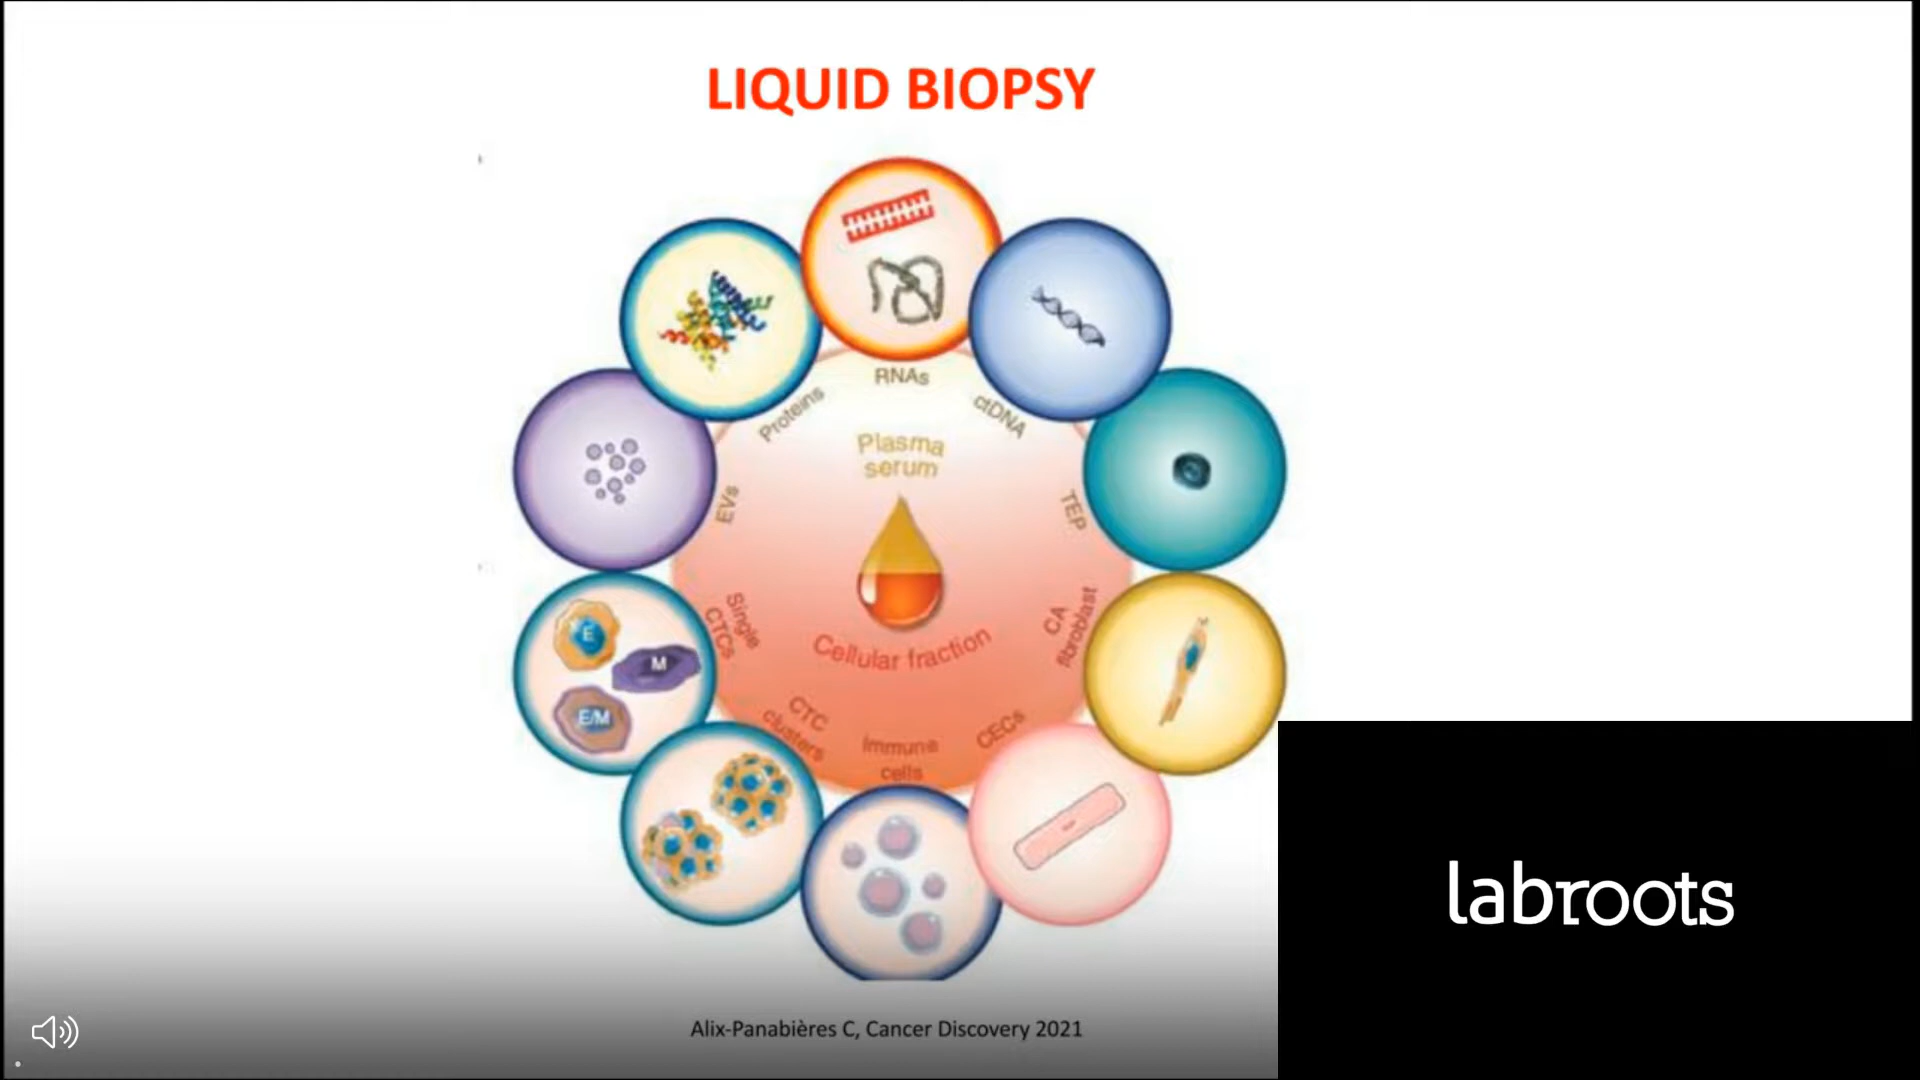 LIQUID BIOPSY
RNAs
Proteins
ctDNA
Plasma
serum
EVs
TEP
Single
CTCs
CA
fibroblast
Cellular fraction
CTC
clusters
Immune
cells
CECs
E
M
E/M
labroots
Alix-Panabières C, Cancer Discovery 2021